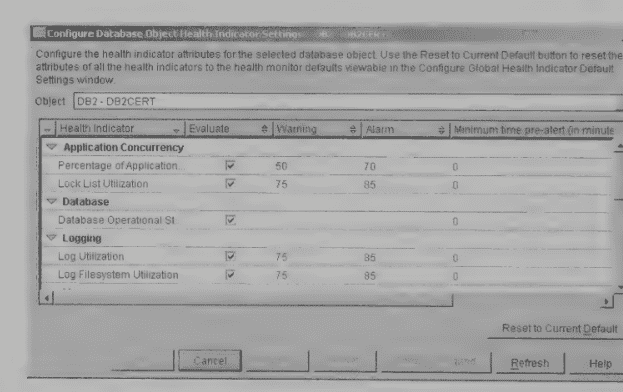 Configure Database Object Health Indicator Settings DB2CERT
Configure the health indicator attributes for the selected database object. Use the Reset to Current Default button to reset the
attributes of all the health indicators to the health monitor defaults viewable in the Configure Global Health Indicator Default
Settings window.
Object DB2 - DB2CERT
Health Indicator Evaluate Warning Alarm Minimum time pre-alert (in minute
Application Concurrency
Percentage of Application... 50 70 0
Lock List Utilization 75 85 0
Database
Database Operational St... 0
Logging
Log Utilization 75 85 0
Log Filesystem Utilization 75 85 0
Reset to Current Default
Cancel Refresh Help